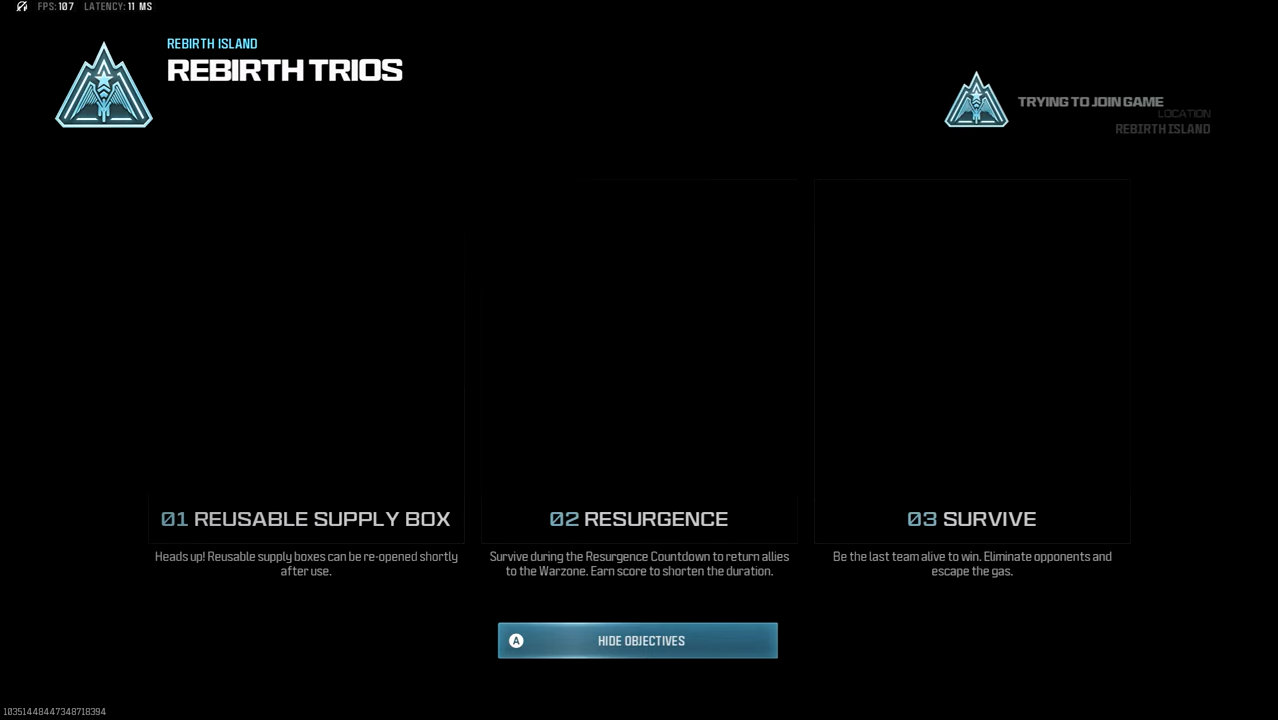 FPS: 107 LATENCY: 11 MS
REBIRTH ISLAND
REBIRTH TRIOS
TRYING TO JOIN GAME
LOCATION
REBIRTH ISLAND
01 REUSABLE SUPPLY BOX
Heads up! Reusable supply boxes can be re-opened shortly
after use.
02 RESURGENCE
Survive during the Resurgence Countdown to return allies
to the Warzone. Earn score to shorten the duration.
03 SURVIVE
Be the last team alive to win. Eliminate opponents and
escape the gas.
A HIDE OBJECTIVES
10351448447348718394